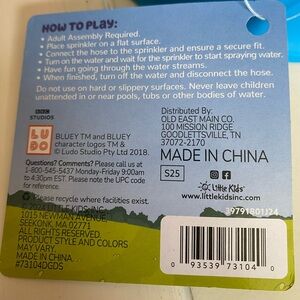 HOW TO PLAY:
• Adult Assembly Required.
• Place sprinkler on a flat surface.
• Connect the hose to the sprinkler and ensure a secure fit.
• Turn on the water and wait for the sprinkler to start spraying water.
• Have fun going through the water streams.
• When finished, turn off the water and disconnect the hose.
Do not use on hard or slippery surfaces. Never leave children
unattended in or near pools, tubs or other bodies of water.
BBC
STUDIOS
LUDO
BLUEY TM and BLUEY
character logos TM &
© Ludo Studio Pty Ltd 2018
Questions? Comments? Please call us at
1-800-545-5437 Monday-Friday 9:00am
to 4:30pm EST. Please note the UPC code
for reference.
Please recycle where facilities exist.
© 2024 LITTLE KIDS, INC.
1015 NEWMAN AVENUE
SEEKONK, MA 02771
ALL RIGHTS RESERVED.
PRODUCT STYLE AND COLORS
MAY VARY.
MADE IN CHINA.
#73104DGDS
Distributed By:
OLD EAST MAIN CO.
100 MISSION RIDGE
GOODLETTSVILLE, TN
37072-2170
MADE IN CHINA
S25
Little Kids
www.littlekidsinc.com
39791801J24
0 93539 73104 0